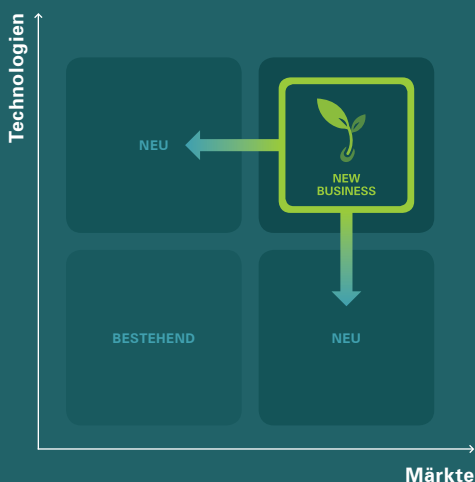 Technologien
NEU
NEW
BUSINESS
BESTEHEND
NEU
Märkte